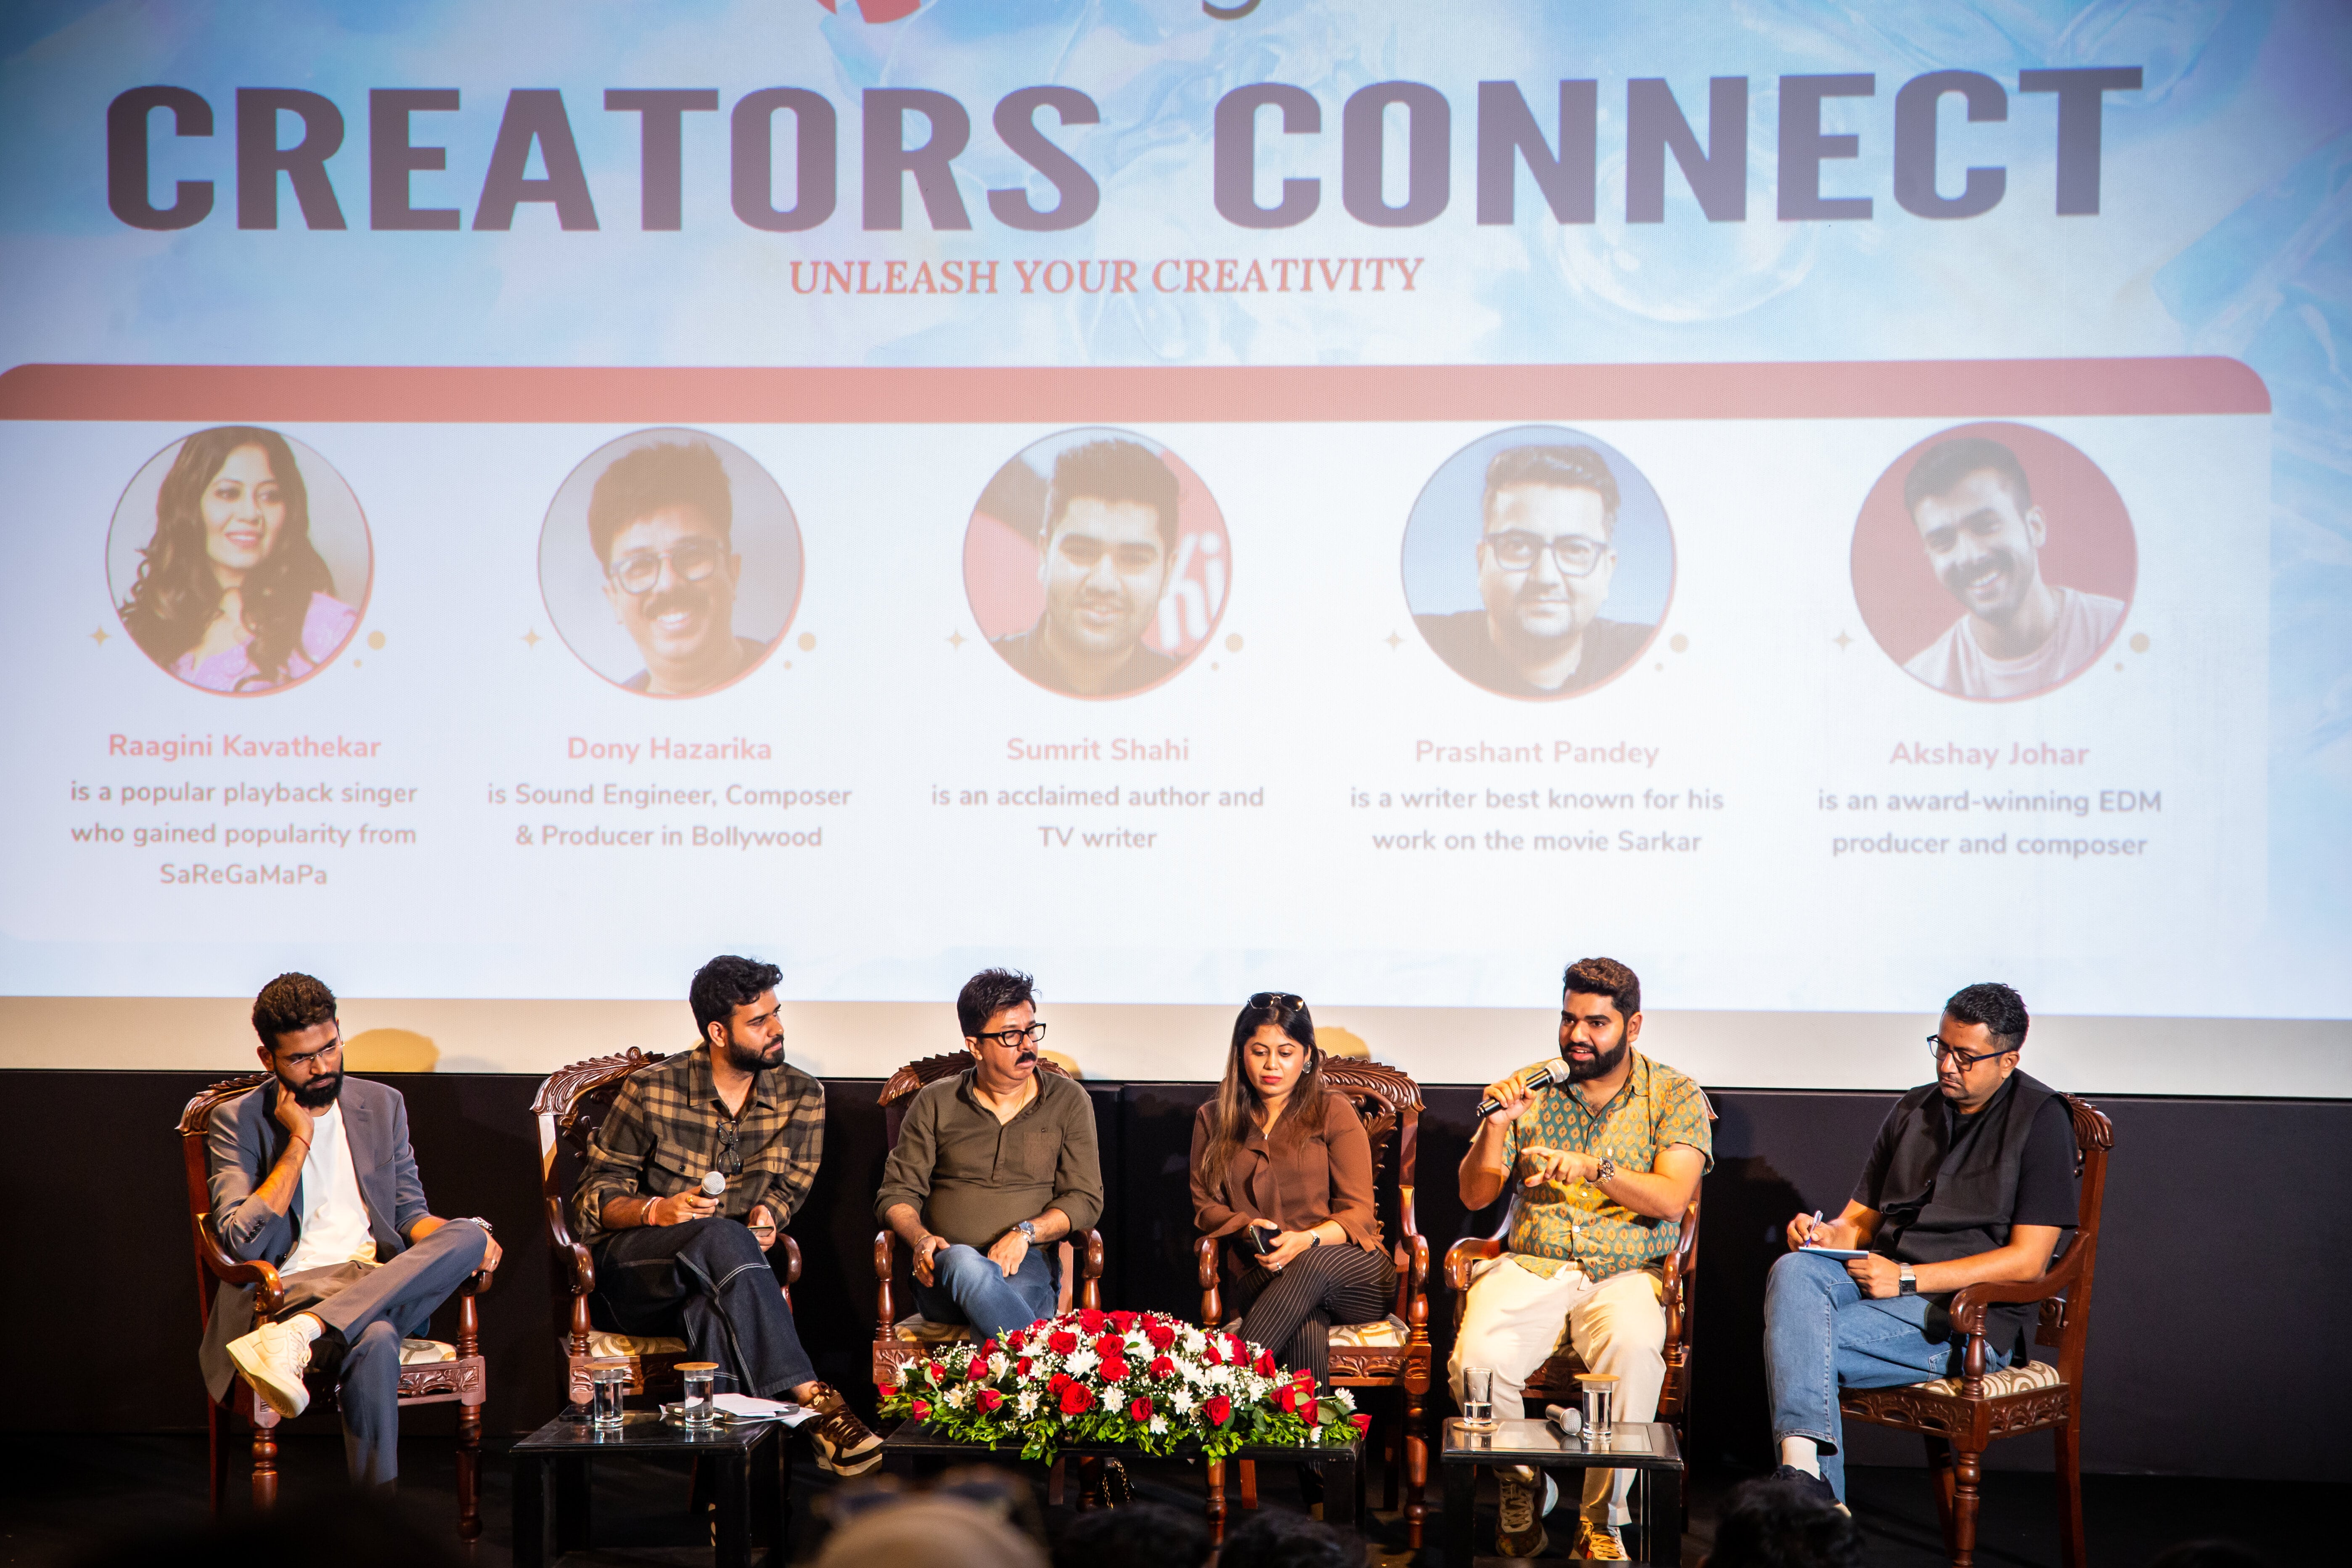 CREATORS CONNECT
UNLEASH YOUR CREATIVITY
Raagini Kavathekar
is a popular playback singer
who gained popularity from
SaReGaMaPa
Dony Hazarika
is Sound Engineer, Composer
& Producer in Bollywood
Sumrit Shahi
is an acclaimed author and
TV writer
Prashant Pandey
is a writer best known for his
work on the movie Sarkar
Akshay Johar
is an award-winning EDM
producer and composer